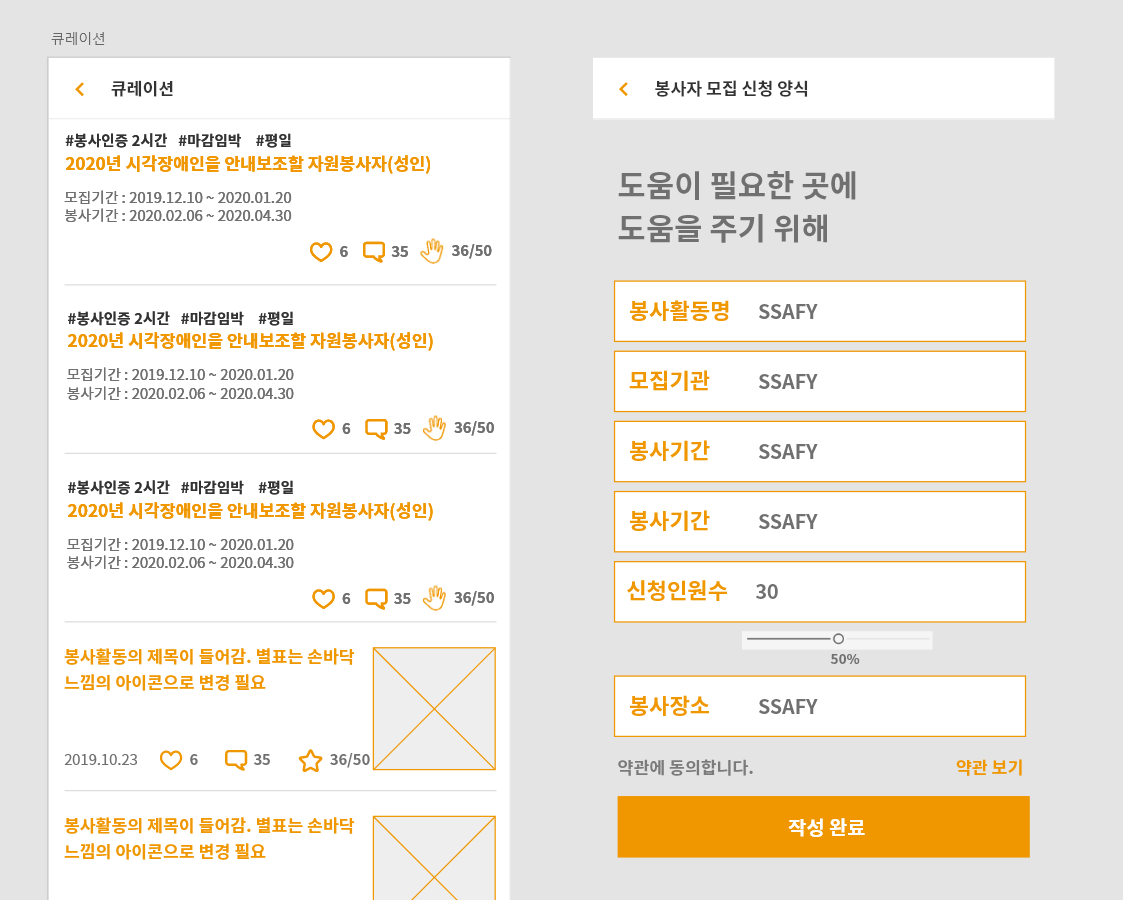 큐레이션
큐레이션
#봉사인증 2시간 #마감임박 #평일
2020년 시각장애인을 안내보조할 자원봉사자(성인)
모집기간 : 2019.12.10 ~ 2020.01.20
봉사기간 : 2020.02.06 ~ 2020.04.30
6 35 36/50
#봉사인증 2시간 #마감임박 #평일
2020년 시각장애인을 안내보조할 자원봉사자(성인)
모집기간 : 2019.12.10 ~ 2020.01.20
봉사기간 : 2020.02.06 ~ 2020.04.30
6 35 36/50
#봉사인증 2시간 #마감임박 #평일
2020년 시각장애인을 안내보조할 자원봉사자(성인)
모집기간 : 2019.12.10 ~ 2020.01.20
봉사기간 : 2020.02.06 ~ 2020.04.30
6 35 36/50
봉사활동의 제목이 들어감. 별표는 손바닥
느낌의 아이콘으로 변경 필요
2019.10.23 6 35 36/50
봉사활동의 제목이 들어감. 별표는 손바닥
느낌의 아이콘으로 변경 필요
봉사자 모집 신청 양식
도움이 필요한 곳에
도움을 주기 위해
봉사활동명 SSAFY
모집기관 SSAFY
봉사기간 SSAFY
봉사기간 SSAFY
신청인원수 30
50%
봉사장소 SSAFY
약관에 동의합니다. 약관 보기
작성 완료